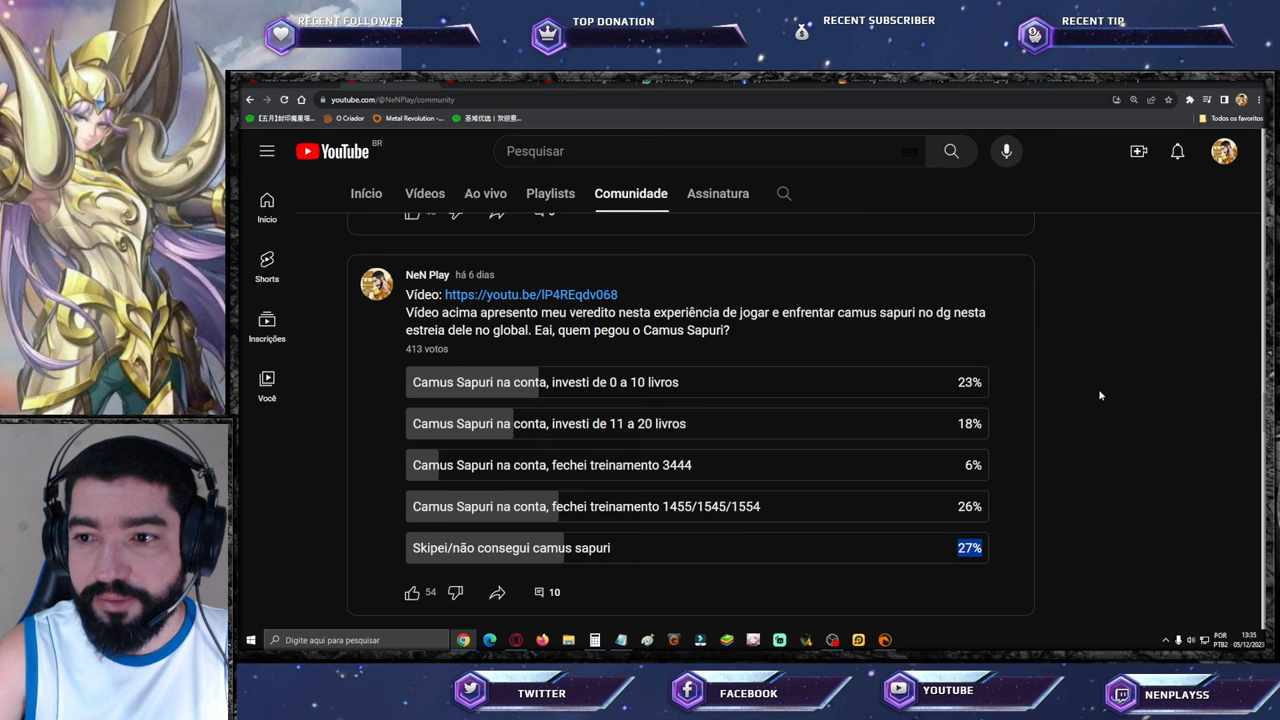 RECENT FOLLOWER
TOP DONATION
RECENT SUBSCRIBER
RECENT TIP
youtube.com/@NeNPlay/community
O Criador
Metal Revolution -...
Todos os favoritos
YouTube BR
Pesquisar
Início
Vídeos
Ao vivo
Playlists
Comunidade
Assinatura
Início
Shorts
Inscrições
Você
NeN Play há 6 dias
Vídeo: https://youtu.be/lP4REqdv068
Vídeo acima apresento meu veredito nesta experiência de jogar e enfrentar camus sapuri no dg nesta
estreia dele no global. Eai, quem pegou o Camus Sapuri?
413 votos
Camus Sapuri na conta, investi de 0 a 10 livros 23%
Camus Sapuri na conta, investi de 11 a 20 livros 18%
Camus Sapuri na conta, fechei treinamento 3444 6%
Camus Sapuri na conta, fechei treinamento 1455/1545/1554 26%
Skipei/não consegui camus sapuri 27%
54
10
Digite aqui para pesquisar
POR
PTB2
13:35
05/12/2023
TWITTER
FACEBOOK
YOUTUBE
NENPLAYSS